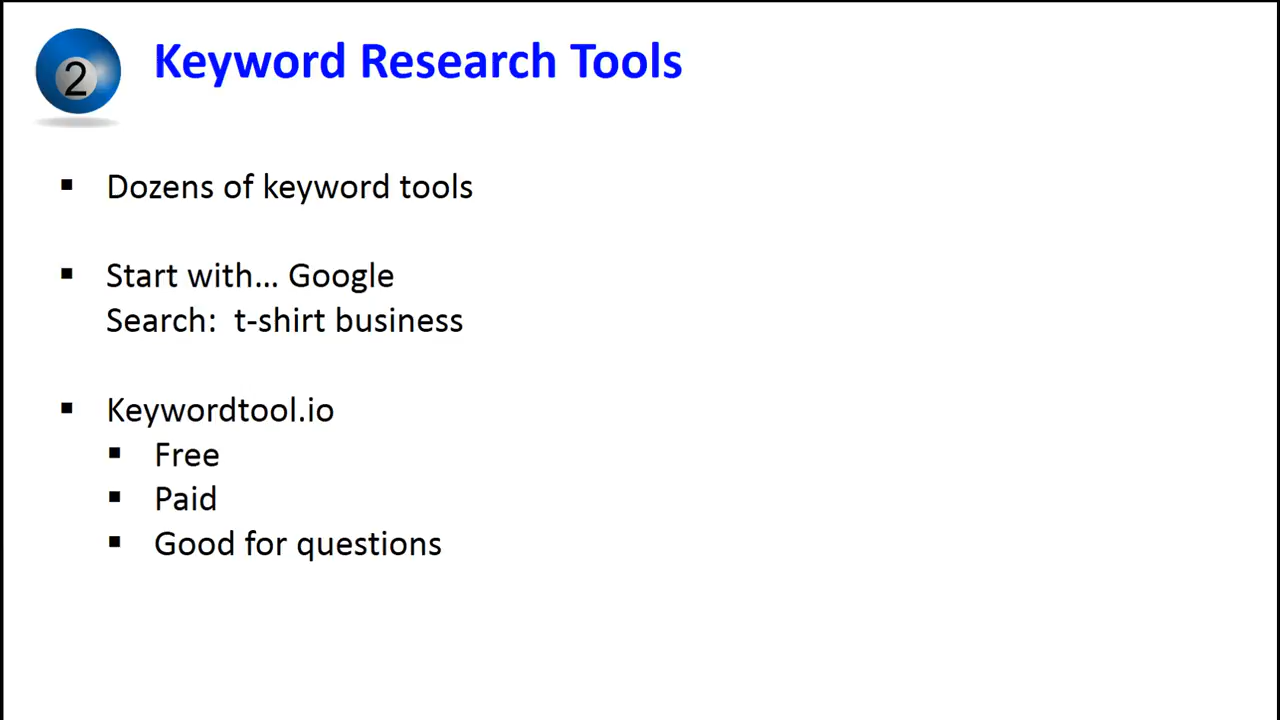 2
Keyword Research Tools
▪ Dozens of keyword tools
▪ Start with... Google
Search: t-shirt business
▪ Keywordtool.io
▪ Free
▪ Paid
▪ Good for questions